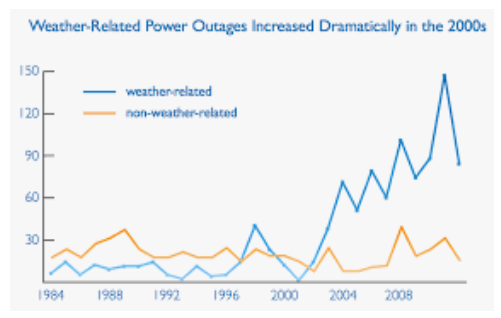 Weather-Related Power Outages Increased Dramatically in the 2000s
150
weather-related
120
non-weather-related
90
60
30
1984 1988 1992 1996 2000 2004 2008